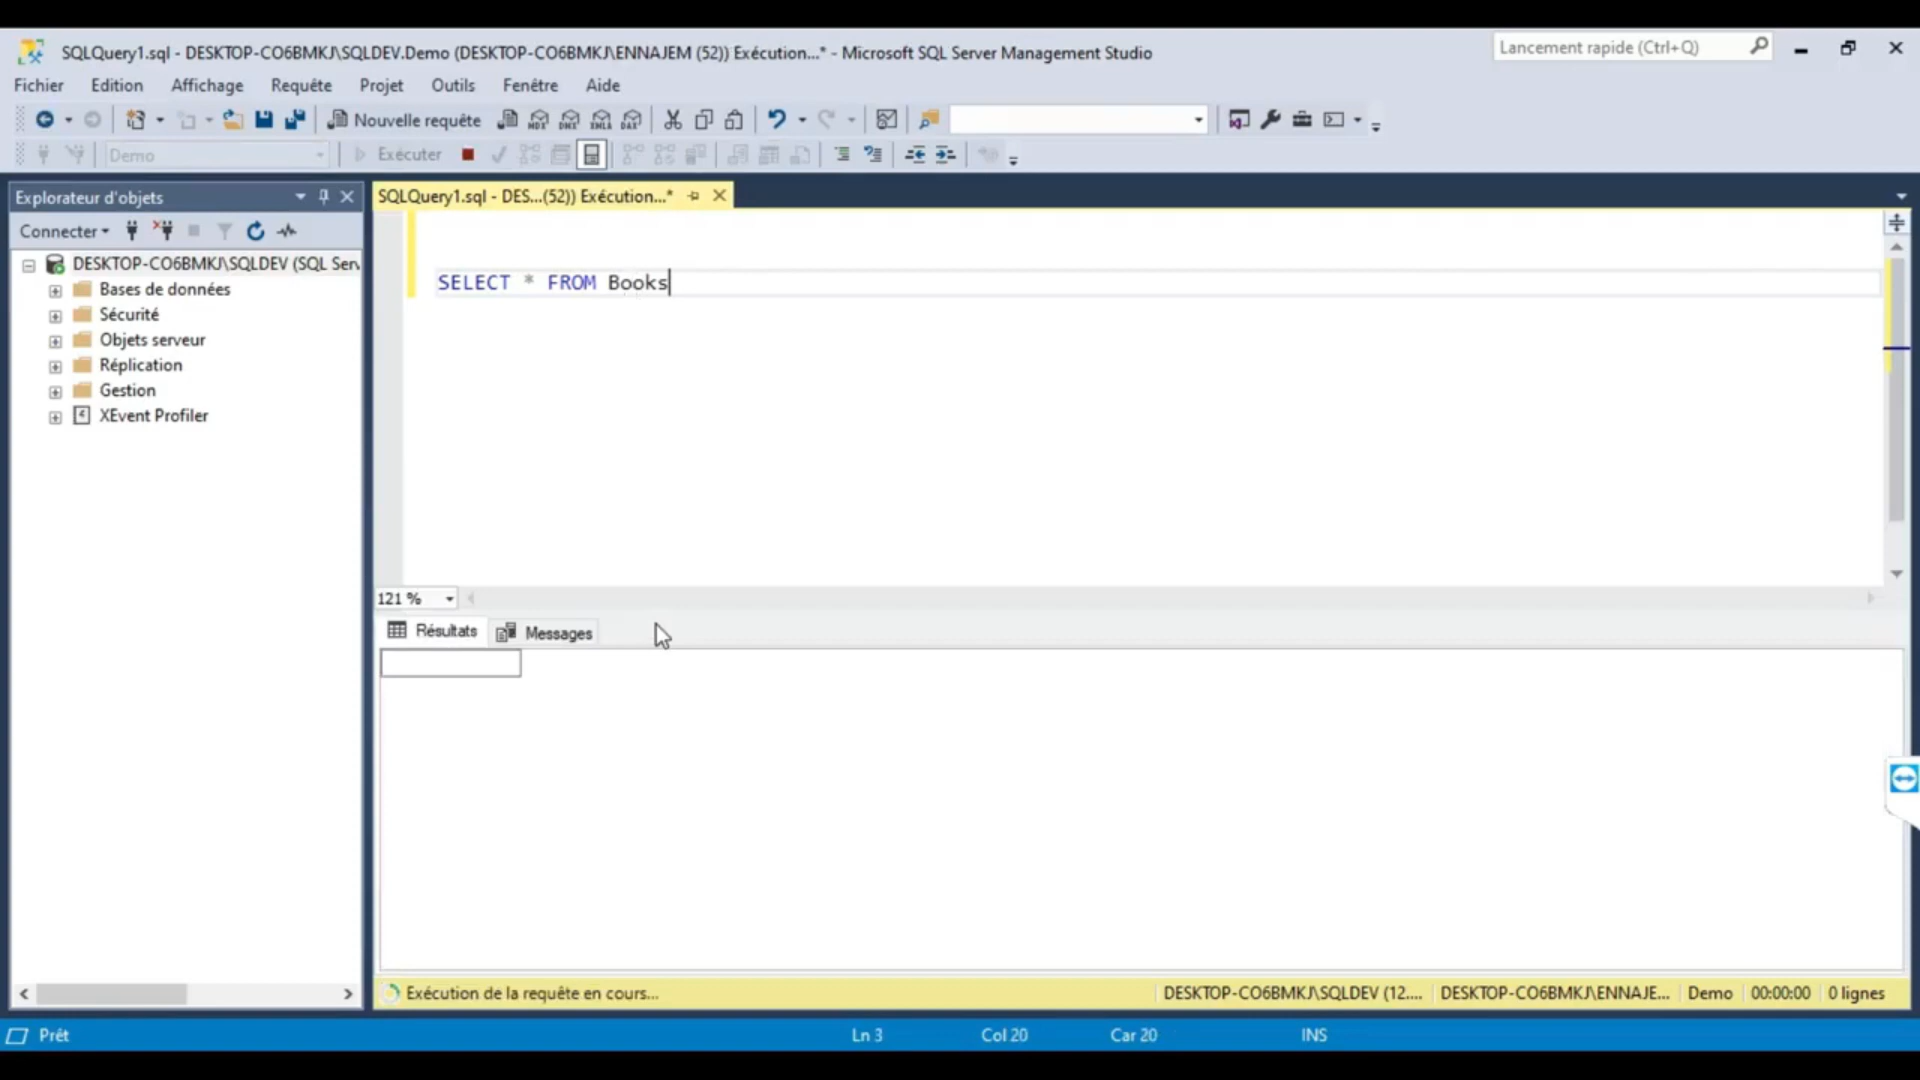 SQLQuery1.sql - DESKTOP-CO6BMKJ\SQLDEV.Demo (DESKTOP-CO6BMKJ\ENNAJEM (52)) Exécution...* - Microsoft SQL Server Management Studio
Lancement rapide (Ctrl+Q)
Fichier Edition Affichage Requête Projet Outils Fenêtre Aide
Nouvelle requête MDX DMX XMLA DAX
Demo Exécuter
Explorateur d'objets
SQLQuery1.sql - DES...(52)) Exécution...*
Connecter
DESKTOP-CO6BMKJ\SQLDEV (SQL Serv
Bases de données
Sécurité
Objets serveur
Réplication
Gestion
XEvent Profiler
SELECT * FROM Books
121 %
Résultats Messages
Exécution de la requête en cours... DESKTOP-CO6BMKJ\SQLDEV (12.... DESKTOP-CO6BMKJ\ENNAJE... Demo 00:00:00 0 lignes
Prêt Ln 3 Col 20 Car 20 INS